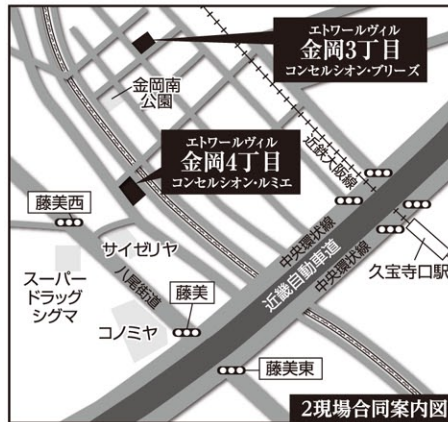 エトワールヴィル
金岡3丁目
コンセルシオン・ブリーズ
金岡南
公園
エトワールヴィル
金岡4丁目
コンセルシオン・ルミエ
近鉄大阪線
藤美西
サイゼリヤ
中央環状線
近畿自動車道
中央環状線
久宝寺口駅
スーパー
ドラッグ
シグマ
八尾街道
藤美
コノミヤ
藤美東
2現場合同案内図